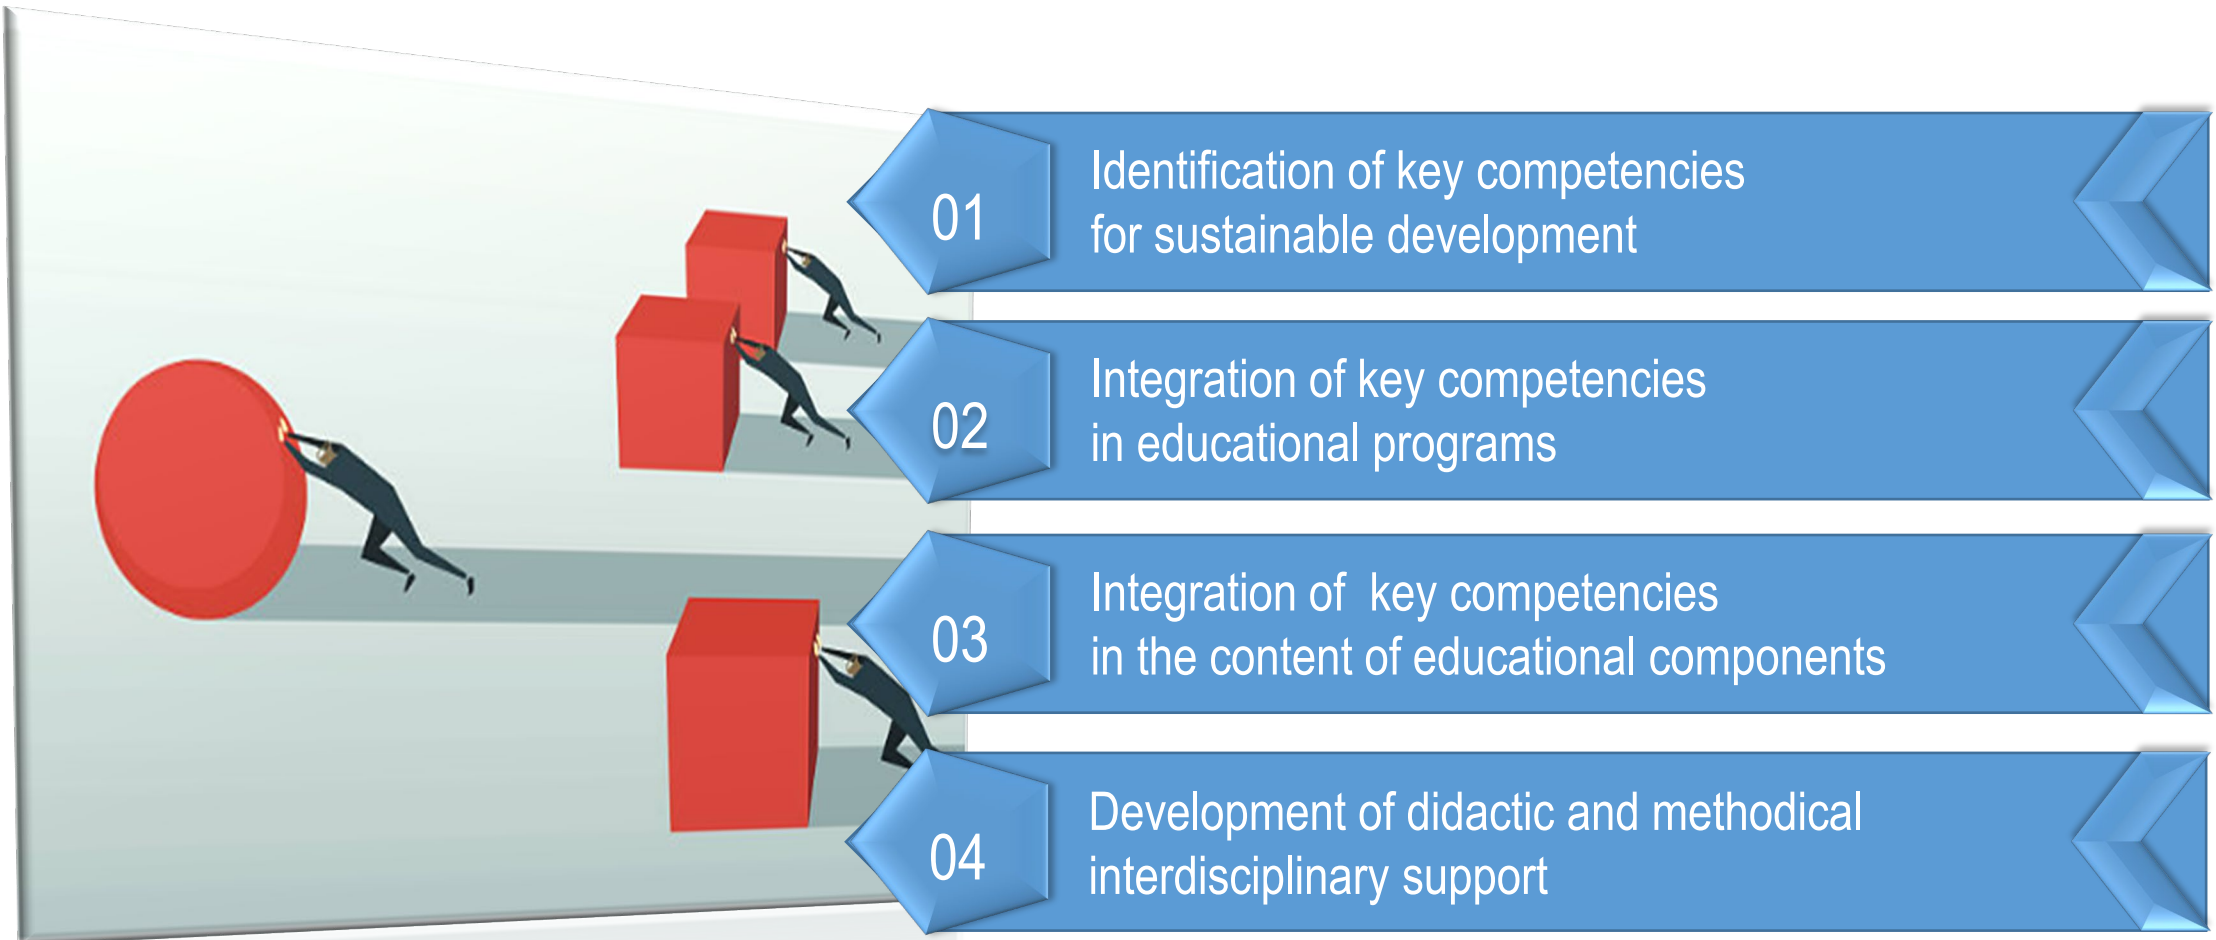 01
Identification of key competencies
for sustainable development
02
Integration of key competencies
in educational programs
03
Integration of  key competencies
in the content of educational components
04
Development of didactic and methodical
interdisciplinary support